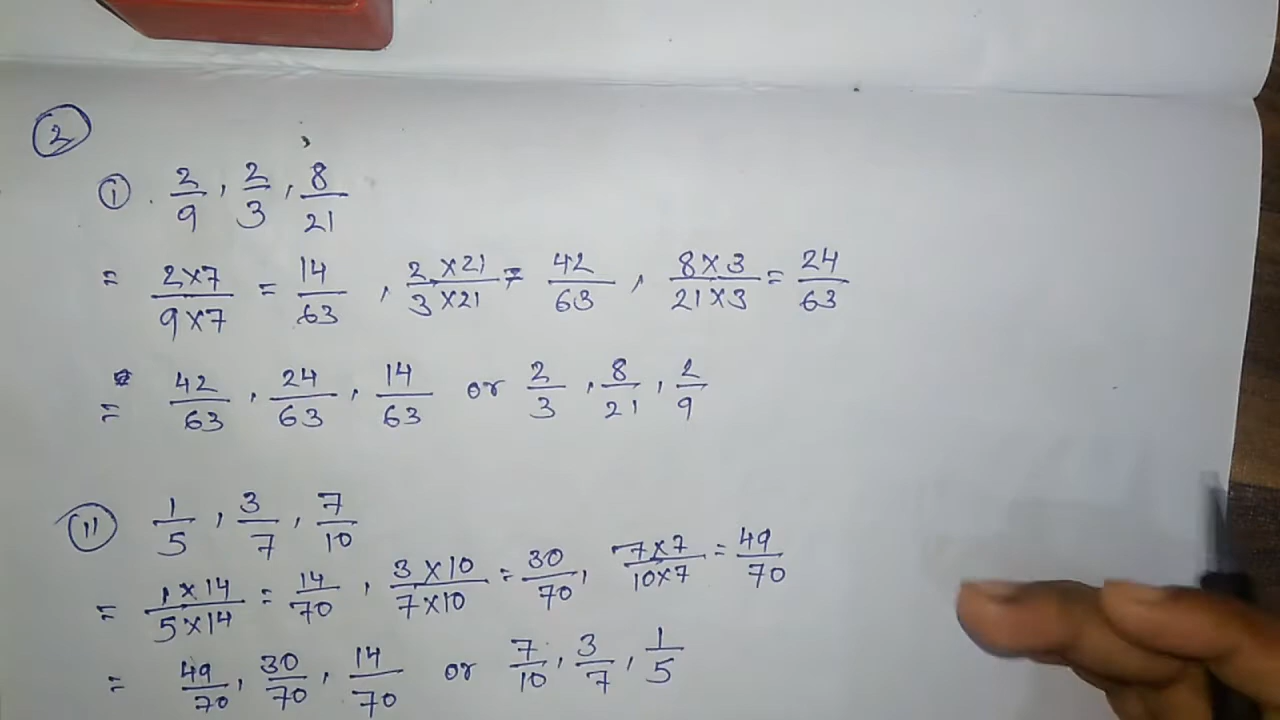 2
i 2/9, 2/3, 8/21
= 2×7/9×7 = 14/63, 2×21/3×21 = 42/63, 8×3/21×3 = 24/63
= 42/63, 24/63, 14/63 or 2/3, 8/21, 2/9
ii 1/5, 3/7, 7/10
= 1×14/5×14 = 14/70, 3×10/7×10 = 30/70, 7×7/10×7 = 49/70
= 49/70, 30/70, 14/70 or 7/10, 3/7, 1/5